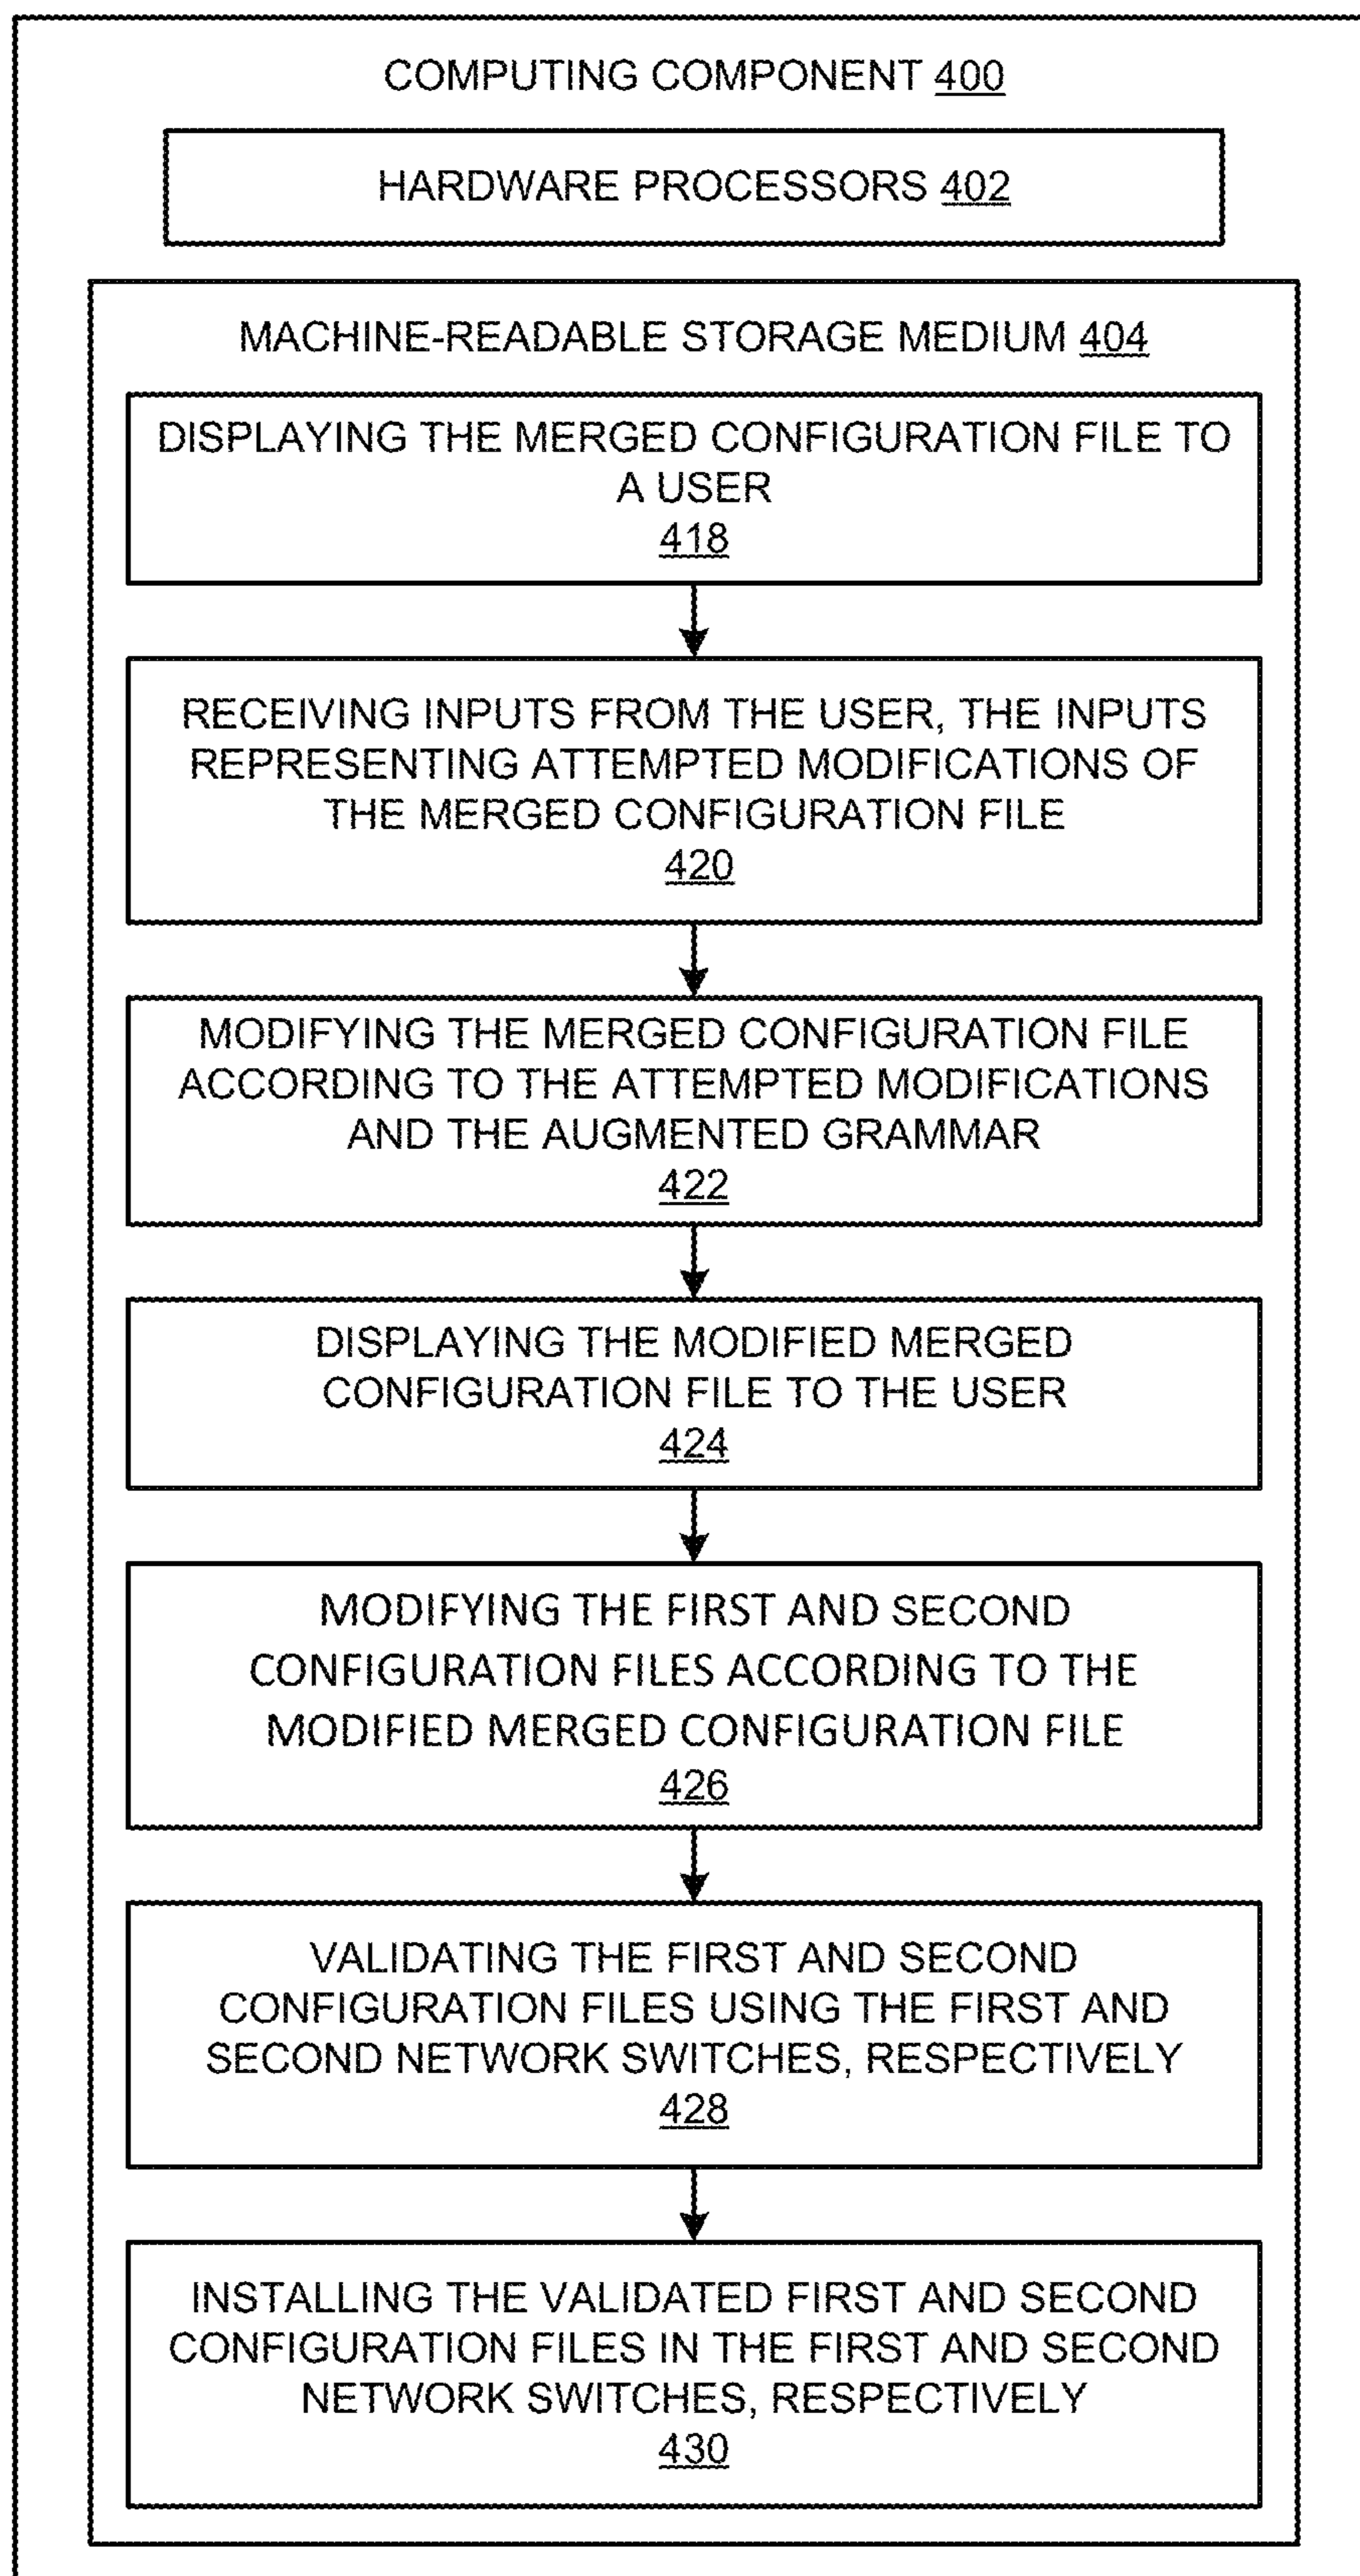 COMPUTING COMPONENT 400
HARDWARE PROCESSORS 402
MACHINE-READABLE STORAGE MEDIUM 404
DISPLAYING THE MERGED CONFIGURATION FILE TO
A USER
418
RECEIVING INPUTS FROM THE USER, THE INPUTS
REPRESENTING ATTEMPTED MODIFICATIONS OF
THE MERGED CONFIGURATION FILE
420
MODIFYING THE MERGED CONFIGURATION FILE
ACCORDING TO THE ATTEMPTED MODIFICATIONS
AND THE AUGMENTED GRAMMAR
422
DISPLAYING THE MODIFIED MERGED
CONFIGURATION FILE TO THE USER
424
MODIFYING THE FIRST AND SECOND
CONFIGURATION FILES ACCORDING TO THE
MODIFIED MERGED CONFIGURATION FILE
426
VALIDATING THE FIRST AND SECOND
CONFIGURATION FILES USING THE FIRST AND
SECOND NETWORK SWITCHES, RESPECTIVELY
428
INSTALLING THE VALIDATED FIRST AND SECOND
CONFIGURATION FILES IN THE FIRST AND SECOND
NETWORK SWITCHES, RESPECTIVELY
430